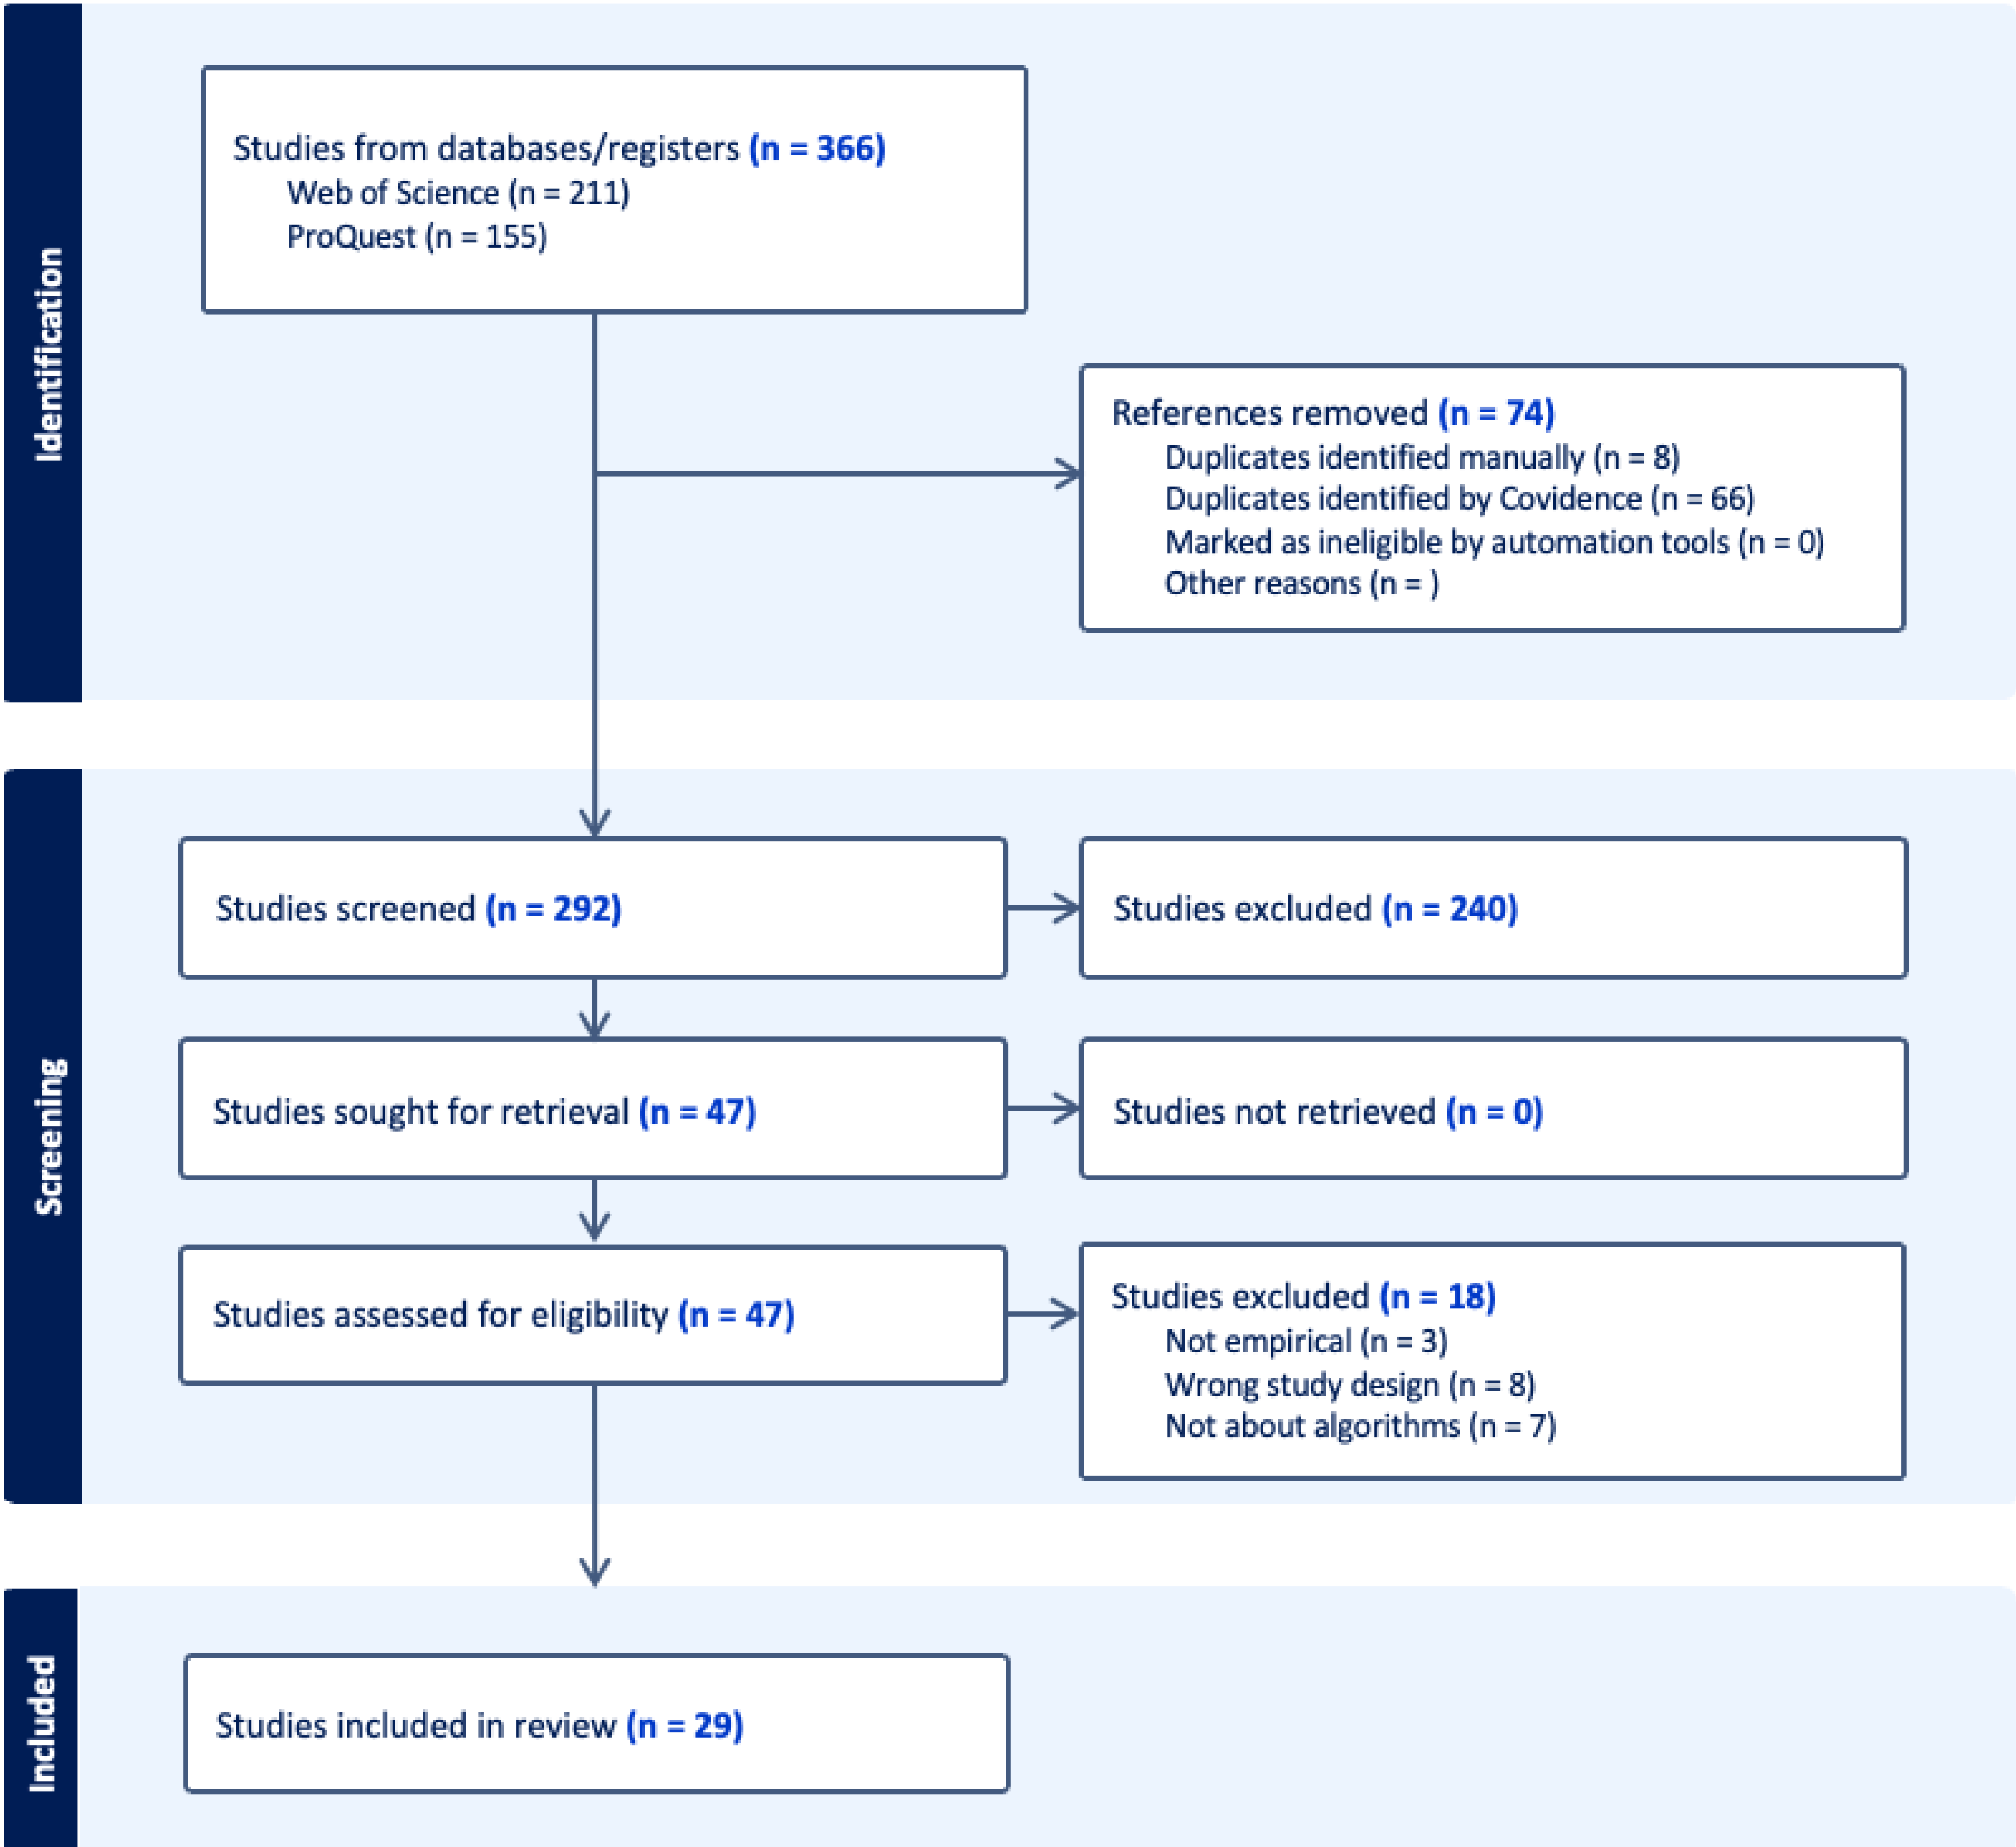 Identification
Studies from databases/registers (n = 366)
Web of Science (n = 211)
ProQuest (n = 155)
References removed (n = 74)
Duplicates identified manually (n = 8)
Duplicates identified by Covidence (n = 66)
Marked as ineligible by automation tools (n = 0)
Other reasons (n = )
Screening
Studies screened (n = 292)
Studies excluded (n = 240)
Studies sought for retrieval (n = 47)
Studies not retrieved (n = 0)
Studies assessed for eligibility (n = 47)
Studies excluded (n = 18)
Not empirical (n = 3)
Wrong study design (n = 8)
Not about algorithms (n = 7)
Included
Studies included in review (n = 29)